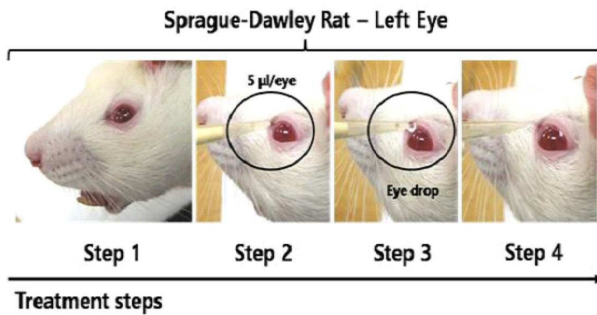 Sprague-Dawley Rat – Left Eye
5 µl/eye
Eye drop
Step 1
Step 2
Step 3
Step 4
Treatment steps